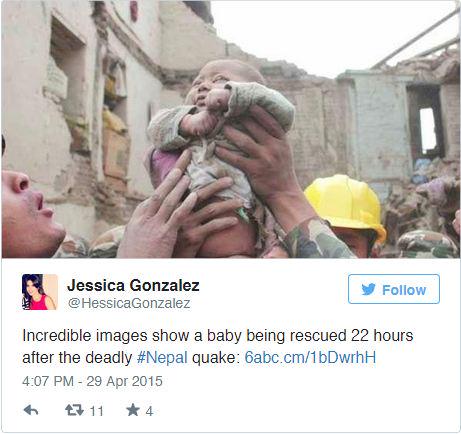 Jessica Gonzalez
@HessicaGonzalez
Follow
Incredible images show a baby being rescued 22 hours
after the deadly #Nepal quake: 6abc.cm/1bDwrhH
4:07 PM - 29 Apr 2015
11 4